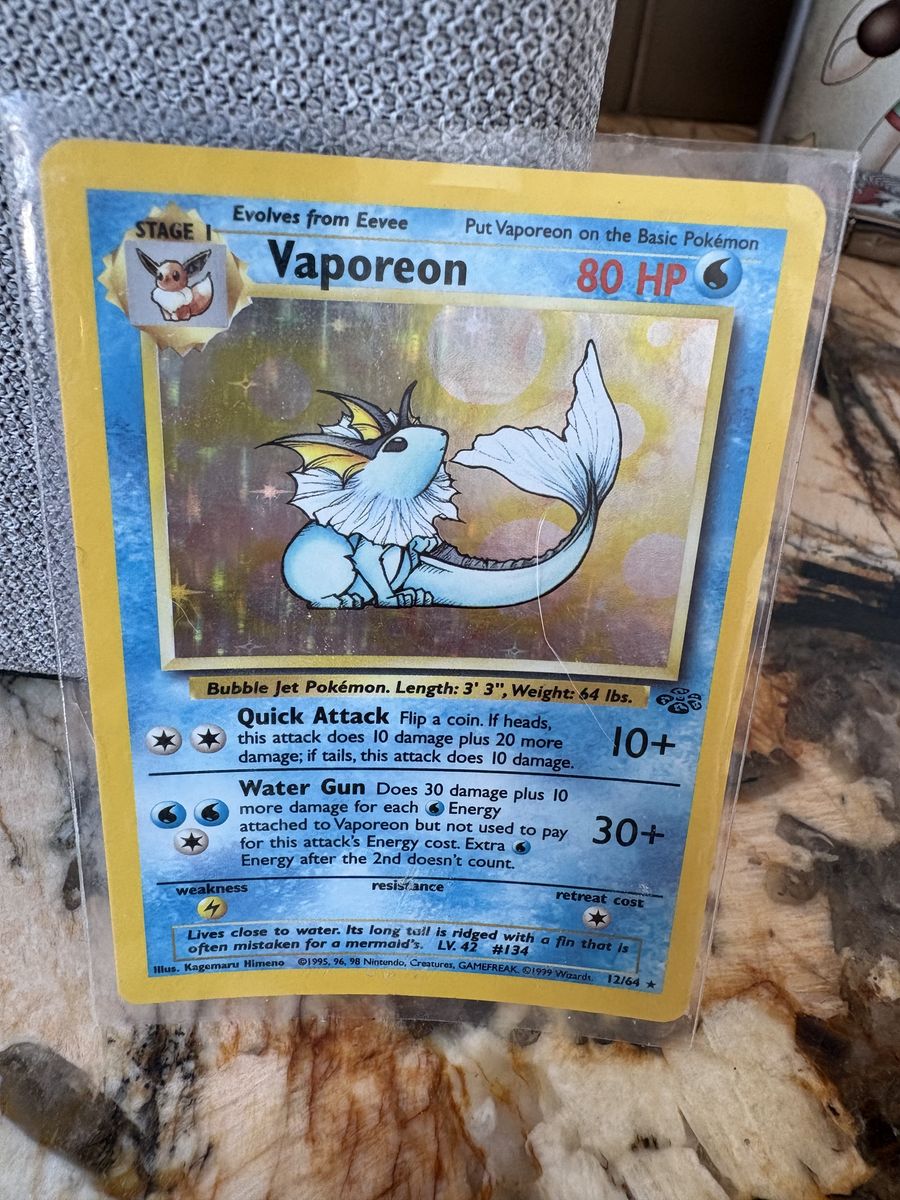 Evolves from Eevee
Put Vaporeon on the Basic Pokémon
STAGE 1
Vaporeon
80 HP
Bubble Jet Pokémon. Length: 3' 3", Weight: 64 lbs.
Quick Attack Flip a coin. If heads,
this attack does 10 damage plus 20 more
damage; if tails, this attack does 10 damage.
10+
Water Gun Does 30 damage plus 10
more damage for each Energy
attached to Vaporeon but not used to pay
for this attack's Energy cost. Extra
Energy after the 2nd doesn't count.
30+
weakness
resistance
retreat cost
Lives close to water. Its long tail is ridged with a fin that is
often mistaken for a mermaid's. LV. 42 #134
Illus. Kagemaru Himeno ©1995, 96, 98 Nintendo, Creatures, GAMEFREAK. ©1999 Wizards. 12/64 ★